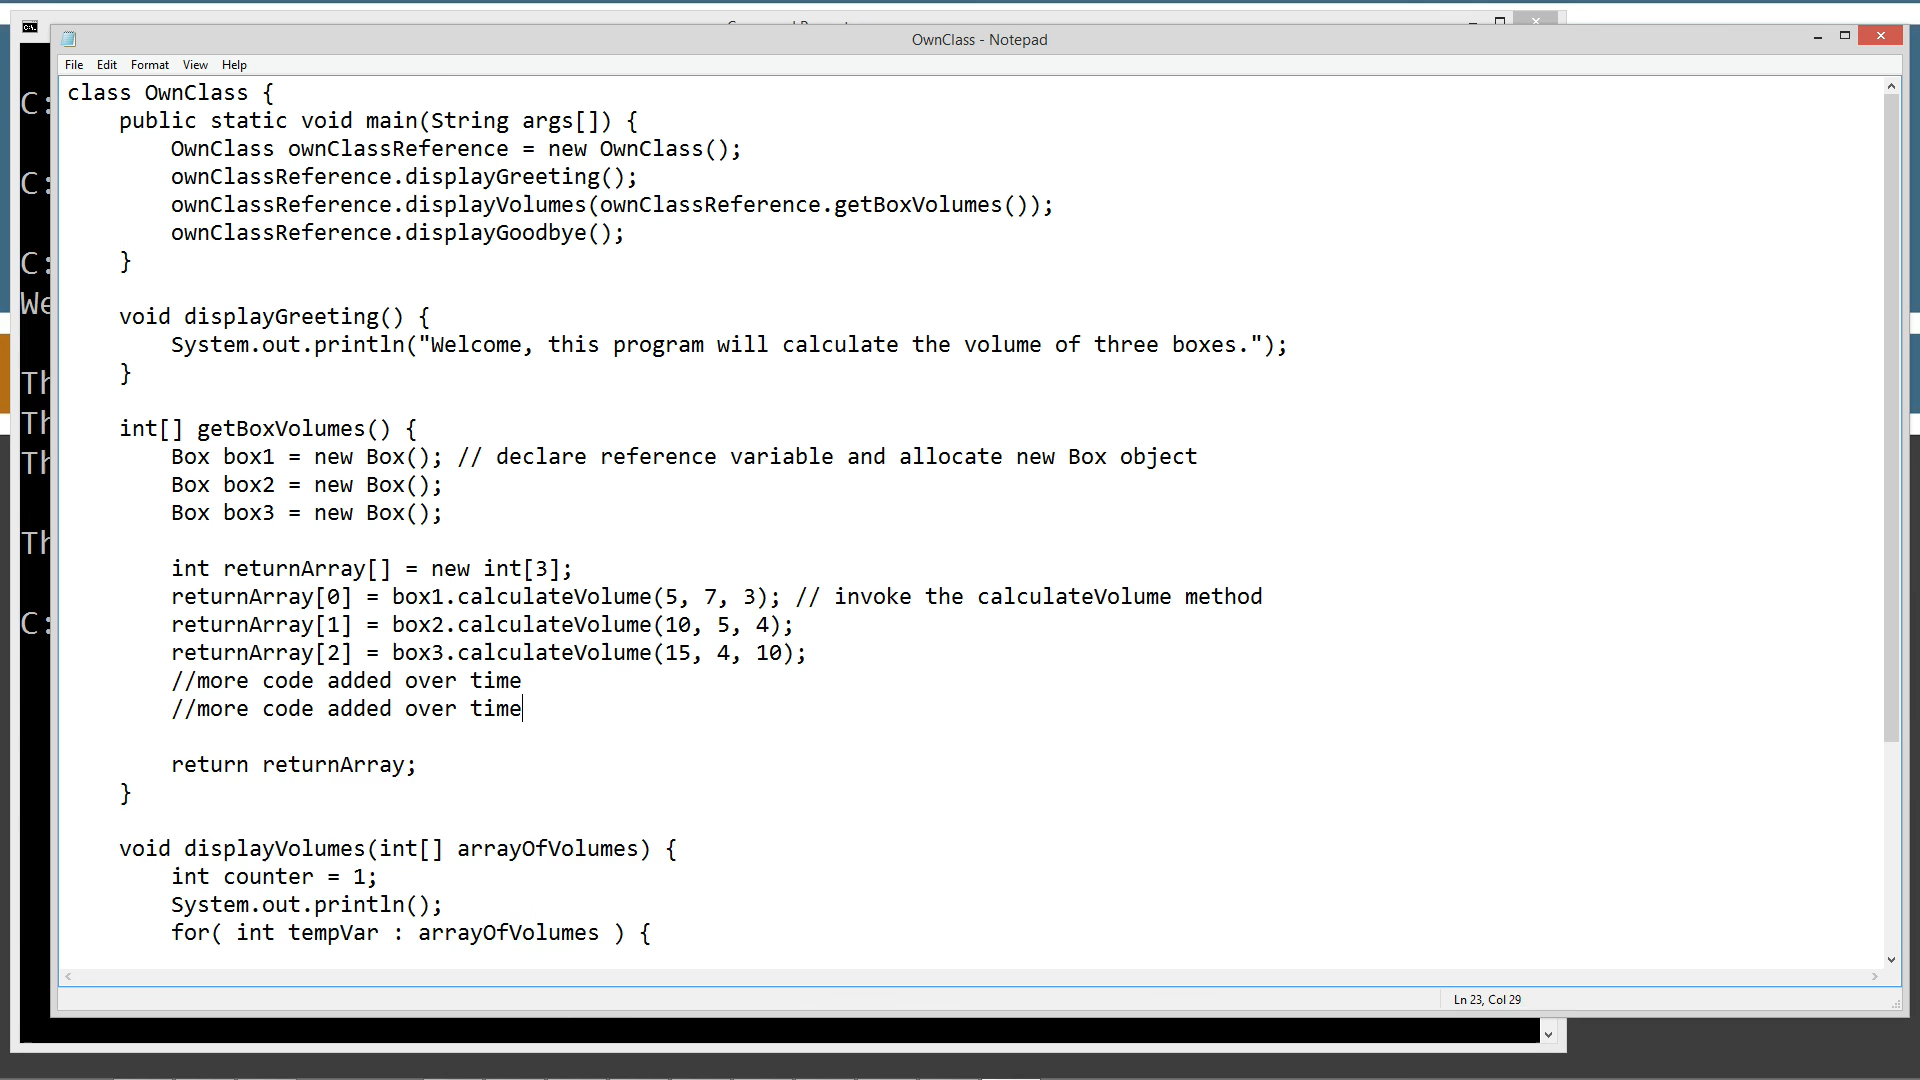 OwnClass - Notepad
File Edit Format View Help
class OwnClass {
    public static void main(String args[]) {
        OwnClass ownClassReference = new OwnClass();
        ownClassReference.displayGreeting();
        ownClassReference.displayVolumes(ownClassReference.getBoxVolumes());
        ownClassReference.displayGoodbye();
    }
    void displayGreeting() {
        System.out.println("Welcome, this program will calculate the volume of three boxes.");
    }
    int[] getBoxVolumes() {
        Box box1 = new Box(); // declare reference variable and allocate new Box object
        Box box2 = new Box();
        Box box3 = new Box();
        int returnArray[] = new int[3];
        returnArray[0] = box1.calculateVolume(5, 7, 3); // invoke the calculateVolume method
        returnArray[1] = box2.calculateVolume(10, 5, 4);
        returnArray[2] = box3.calculateVolume(15, 4, 10);
        //more code added over time
        //more code added over time
        return returnArray;
    }
    void displayVolumes(int[] arrayOfVolumes) {
        int counter = 1;
        System.out.println();
        for( int tempVar : arrayOfVolumes ) {
Ln 23, Col 29
C:
C:
C:
We
Th
Th
Th
Th
C: